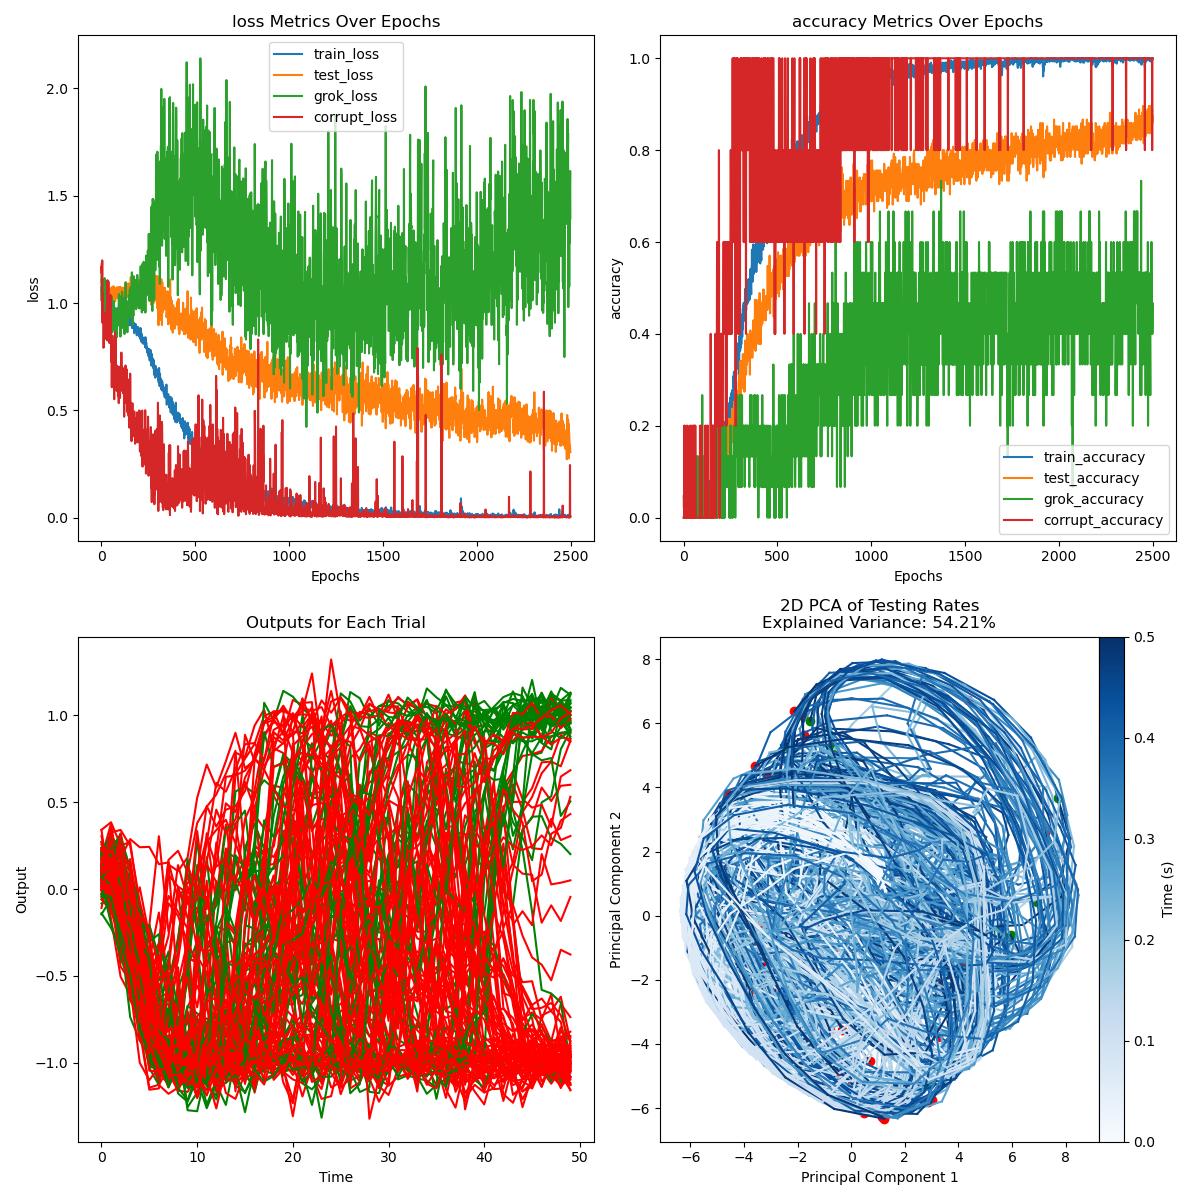 loss Metrics Over Epochs
train_loss
test_loss
grok_loss
corrupt_loss
loss
2.0
1.5
1.0
0.5
0.0
0
500
1000
1500
2000
2500
Epochs
accuracy Metrics Over Epochs
train_accuracy
test_accuracy
grok_accuracy
corrupt_accuracy
accuracy
1.0
0.8
0.6
0.4
0.2
0.0
0
500
1000
1500
2000
2500
Epochs
Outputs for Each Trial
Output
1.0
0.5
0.0
−0.5
−1.0
0
10
20
30
40
50
Time
2D PCA of Testing Rates
Explained Variance: 54.21%
Principal Component 2
8
6
4
2
0
−2
−4
−6
−6
−4
−2
0
2
4
6
8
Principal Component 1
0.5
0.4
0.3
0.2
0.1
0.0
Time (s)